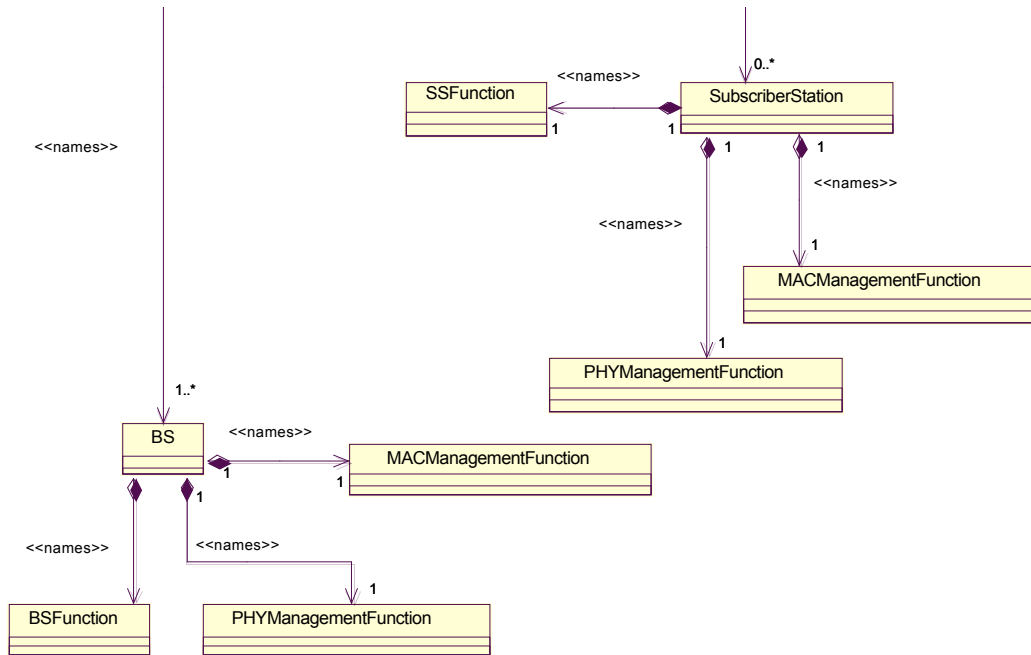 0..*
<<names>>
SSFunction
SubscriberStation
1
1
1
1
<<names>>
<<names>>
<<names>>
1
MACManagementFunction
1
PHYManagementFunction
1..*
<<names>>
BS
MACManagementFunction
1
1
1
<<names>>
<<names>>
1
BSFunction
PHYManagementFunction